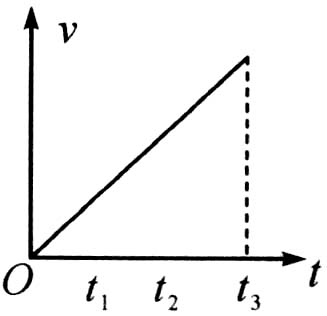 v
O
t₁ t₂ t₃ t